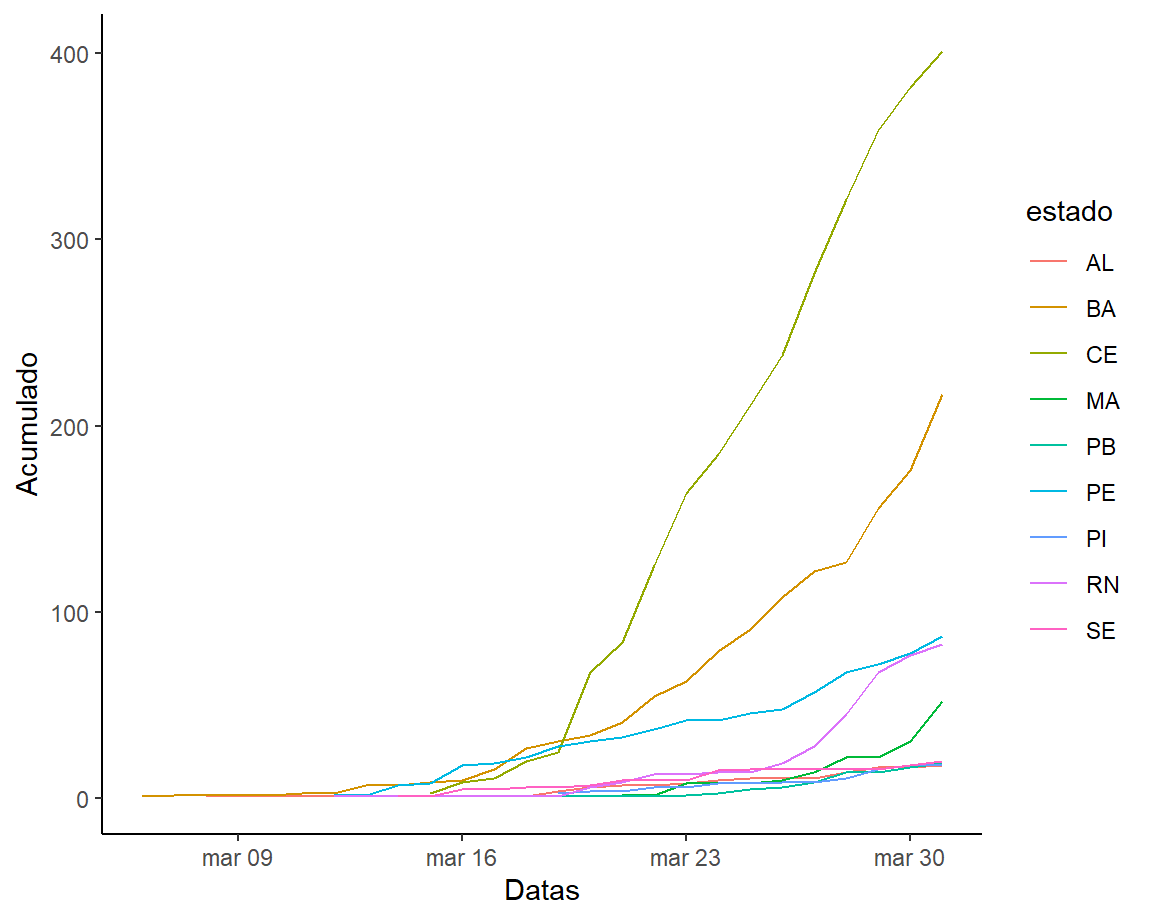 400
300
200
100
0
Acumulado
mar 09
mar 16
mar 23
mar 30
Datas
estado
AL
BA
CE
MA
PB
PE
PI
RN
SE